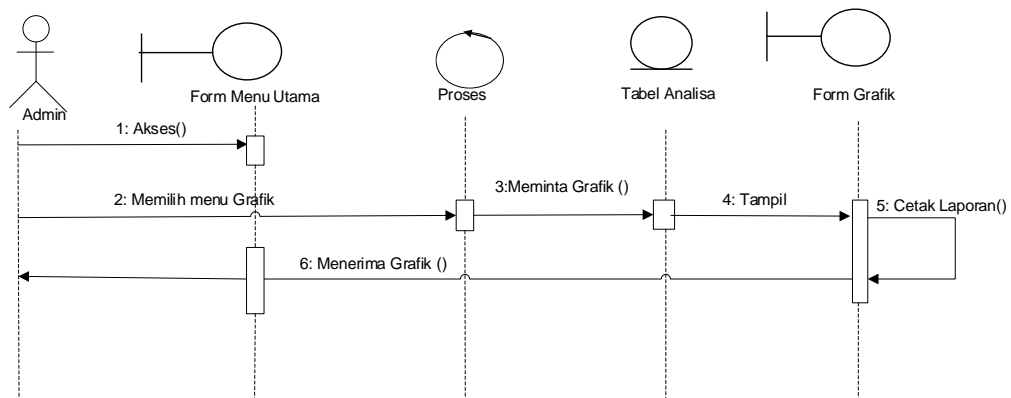 Admin
Form Menu Utama
Proses
Tabel Analisa
Form Grafik
1: Akses()
2: Memilih menu Grafik
3:Meminta Grafik ()
4: Tampil
5: Cetak Laporan()
6: Menerima Grafik ()